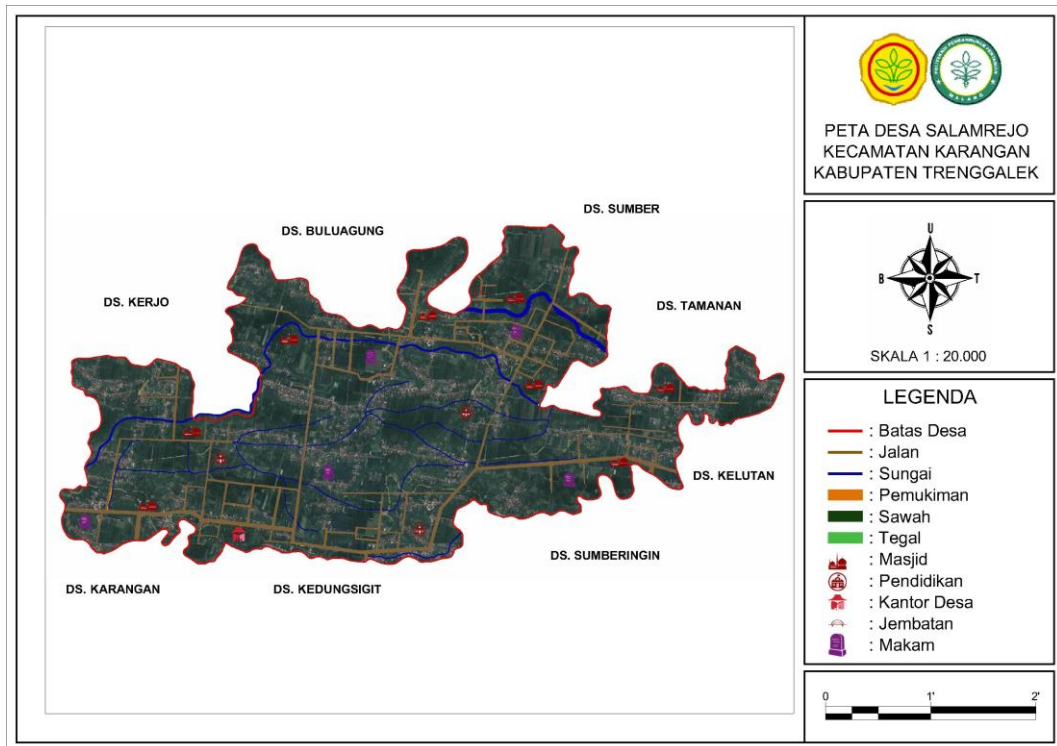 DS. SUMBER
DS. BULUAGUNG
DS. KERJO
DS. TAMANAN
DS. KELUTAN
DS. SUMBERINGIN
DS. KARANGAN
DS. KEDUNGSIGIT
MALANG
PETA DESA SALAMREJO
KECAMATAN KARANGAN
KABUPATEN TRENGGALEK
U
B
T
S
SKALA 1 : 20.000
LEGENDA
: Batas Desa
: Jalan
: Sungai
: Pemukiman
: Sawah
: Tegal
: Masjid
: Pendidikan
: Kantor Desa
: Jembatan
: Makam
0 1' 2'